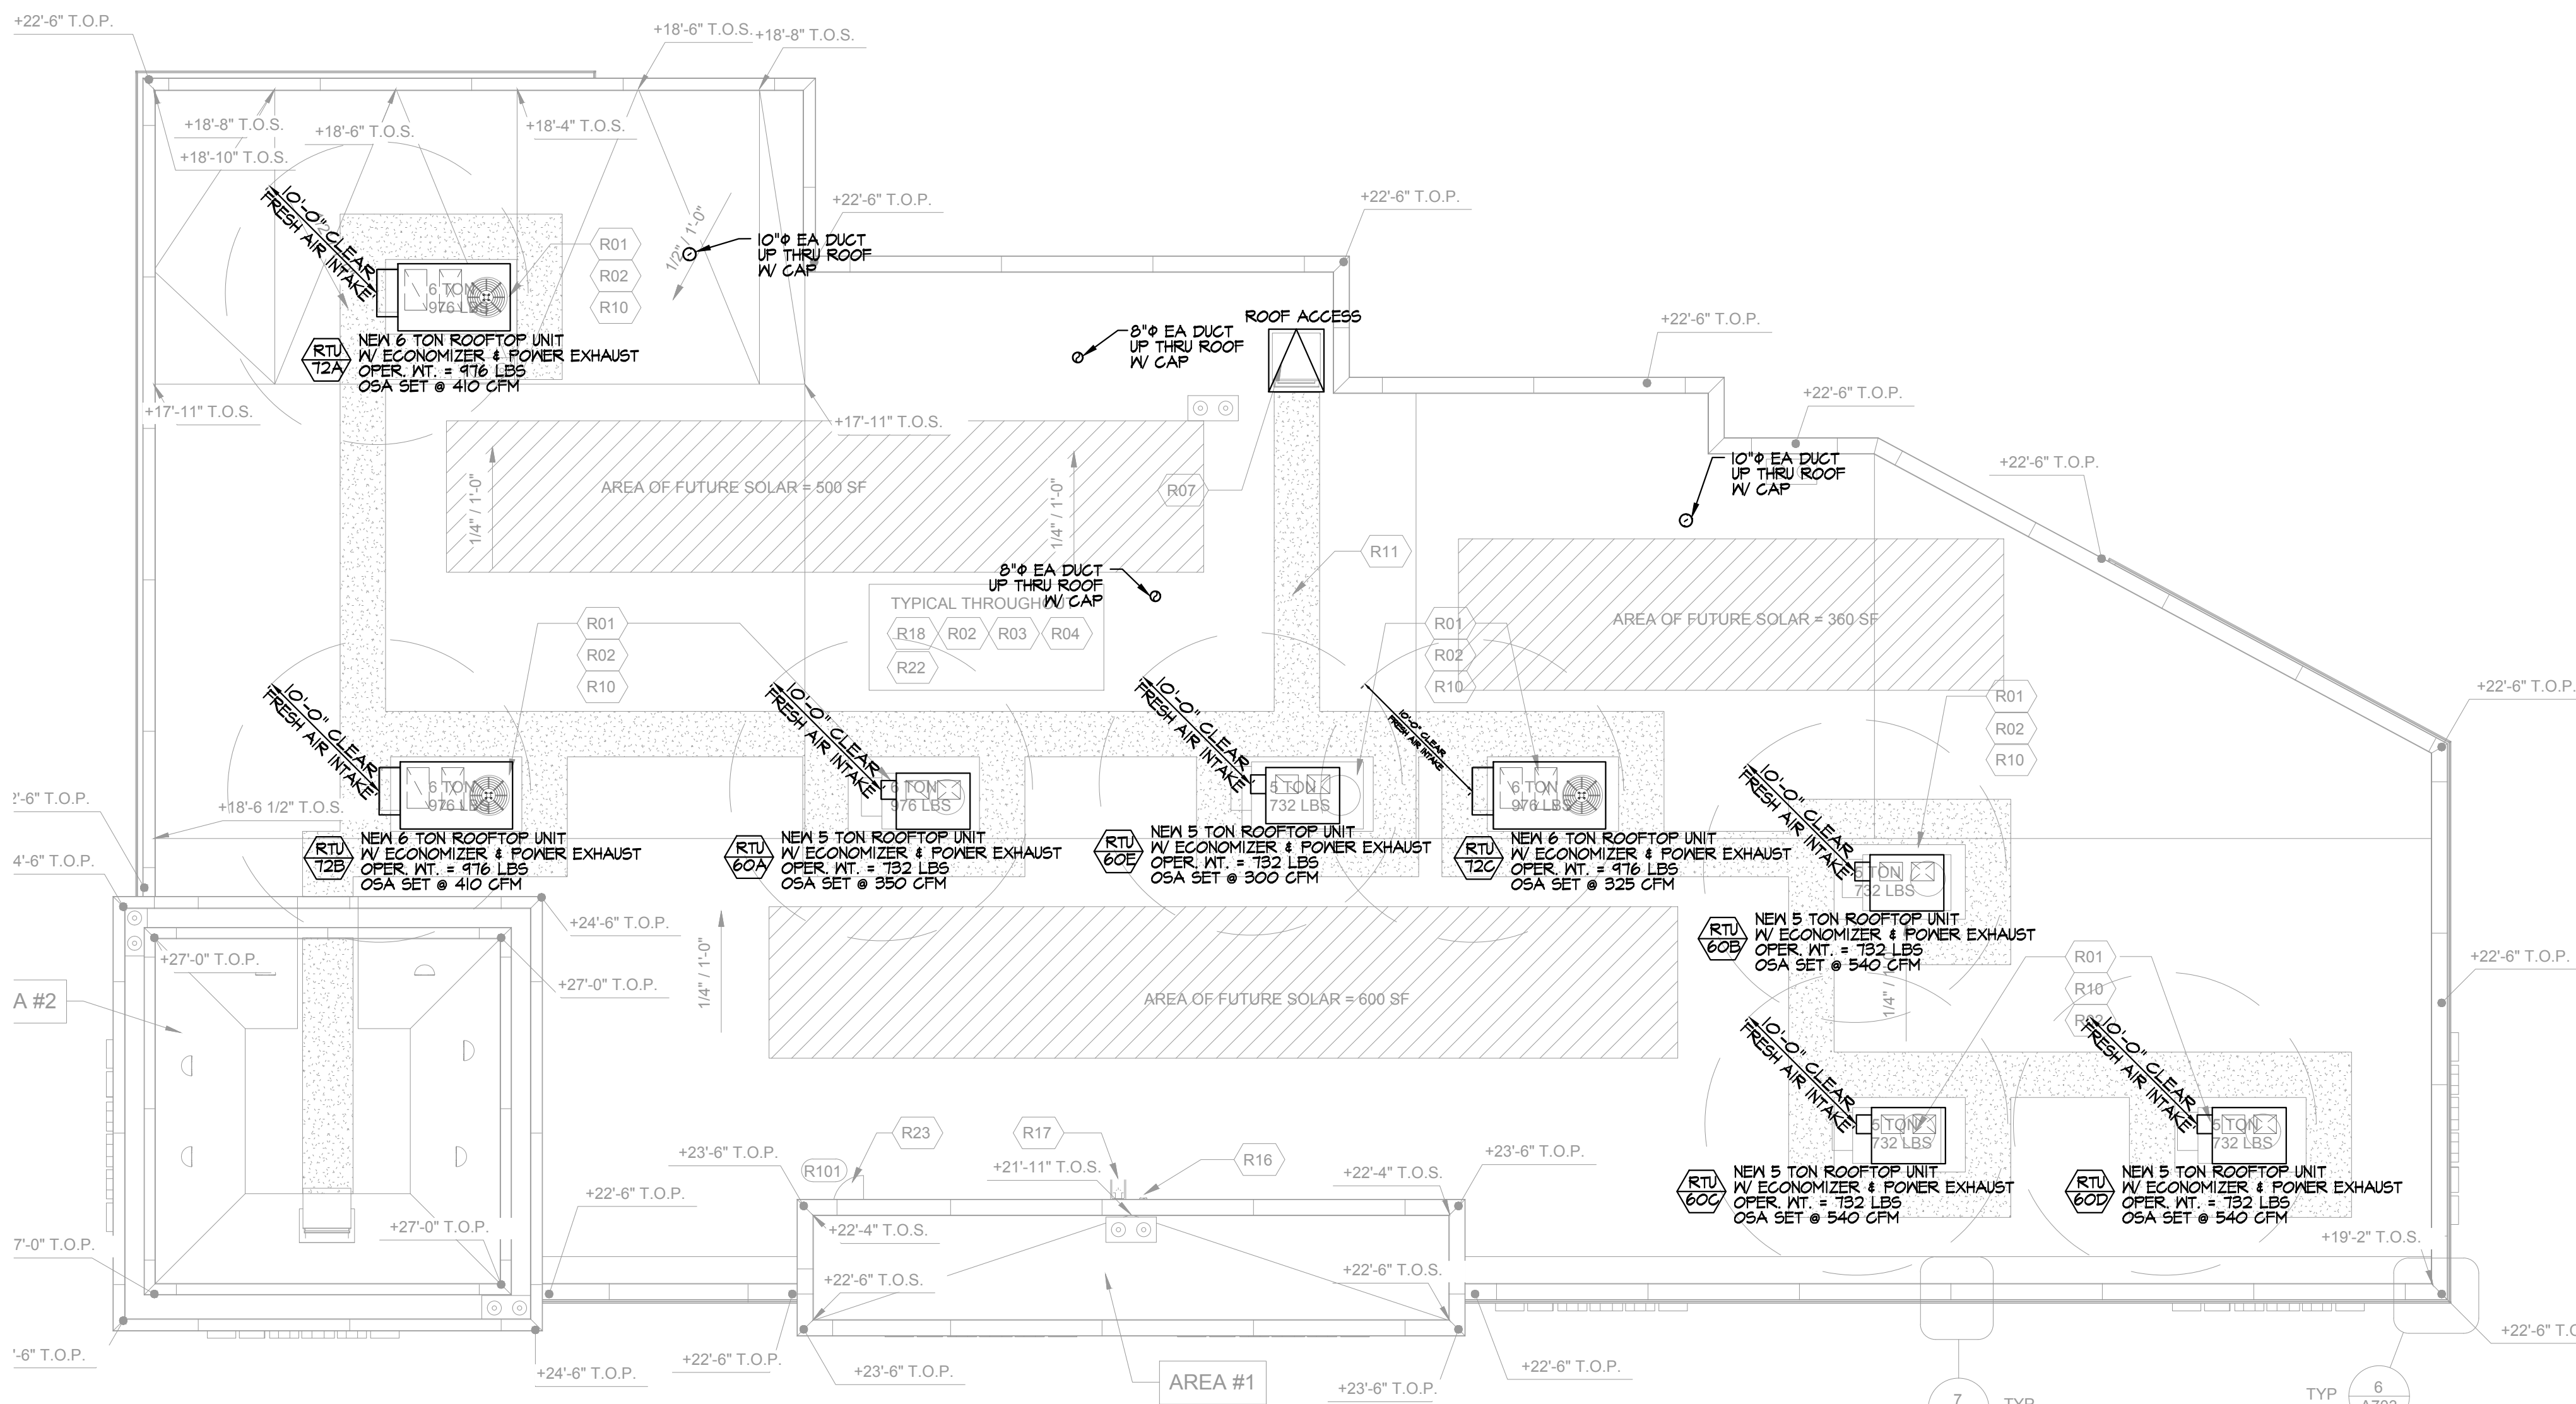 +22'-6" T.O.P.
+18'-6" T.O.S.
+18'-8" T.O.S.
+18'-8" T.O.S.
+18'-6" T.O.S.
+18'-4" T.O.S.
+18'-10" T.O.S.
10'-0" CLEAR
FRESH AIR INTAKE
1/2" / 1'-0"
+22'-6" T.O.P.
+22'-6" T.O.P.
R01
R02
R10
10"Φ EA DUCT
UP THRU ROOF
W/ CAP
6 TON
976 LBS
RTU
72A
NEW 6 TON ROOFTOP UNIT
W/ ECONOMIZER & POWER EXHAUST
OPER. WT. = 976 LBS
OSA SET @ 410 CFM
8"Φ EA DUCT
UP THRU ROOF
W/ CAP
ROOF ACCESS
+22'-6" T.O.P.
+22'-6" T.O.P.
+17'-11" T.O.S.
+17'-11" T.O.S.
10"Φ EA DUCT
UP THRU ROOF
W/ CAP
+22'-6" T.O.P.
1/4" / 1'-0"
AREA OF FUTURE SOLAR = 500 SF
1/4" / 1'-0"
R07
R11
8"Φ EA DUCT
UP THRU ROOF
W/ CAP
TYPICAL THROUGHOUT
R18
R02
R03
R04
R22
AREA OF FUTURE SOLAR = 360 SF
R01
R02
R10
R01
R02
R10
R01
R02
R10
+22'-6" T.O.P.
10'-0" CLEAR
FRESH AIR INTAKE
10'-0" CLEAR
FRESH AIR INTAKE
10'-0" CLEAR
FRESH AIR INTAKE
10'-0" CLEAR
FRESH AIR INTAKE
10'-0" CLEAR
FRESH AIR INTAKE
2'-6" T.O.P.
+18'-6 1/2" T.O.S.
4'-6" T.O.P.
6 TON
976 LBS
RTU
72B
NEW 6 TON ROOFTOP UNIT
W/ ECONOMIZER & POWER EXHAUST
OPER. WT. = 976 LBS
OSA SET @ 410 CFM
6 TON
976 LBS
RTU
60A
NEW 5 TON ROOFTOP UNIT
W/ ECONOMIZER & POWER EXHAUST
OPER. WT. = 732 LBS
OSA SET @ 350 CFM
5 TON
732 LBS
RTU
60E
NEW 5 TON ROOFTOP UNIT
W/ ECONOMIZER & POWER EXHAUST
OPER. WT. = 732 LBS
OSA SET @ 300 CFM
6 TON
976 LBS
RTU
72C
NEW 6 TON ROOFTOP UNIT
W/ ECONOMIZER & POWER EXHAUST
OPER. WT. = 976 LBS
OSA SET @ 325 CFM
5 TON
732 LBS
RTU
60B
NEW 5 TON ROOFTOP UNIT
W/ ECONOMIZER & POWER EXHAUST
OPER. WT. = 732 LBS
OSA SET @ 540 CFM
+24'-6" T.O.P.
+27'-0" T.O.P.
+27'-0" T.O.P.
A #2
1/4" / 1'-0"
AREA OF FUTURE SOLAR = 600 SF
R01
R10
R02
+22'-6" T.O.P.
10'-0" CLEAR
FRESH AIR INTAKE
10'-0" CLEAR
FRESH AIR INTAKE
5 TON
732 LBS
RTU
60C
NEW 5 TON ROOFTOP UNIT
W/ ECONOMIZER & POWER EXHAUST
OPER. WT. = 732 LBS
OSA SET @ 540 CFM
5 TON
732 LBS
RTU
60D
NEW 5 TON ROOFTOP UNIT
W/ ECONOMIZER & POWER EXHAUST
OPER. WT. = 732 LBS
OSA SET @ 540 CFM
R23
R17
R16
R101
+23'-6" T.O.P.
+21'-11" T.O.S.
+22'-4" T.O.S.
+23'-6" T.O.P.
+22'-6" T.O.P.
+27'-0" T.O.P.
+22'-4" T.O.S.
7'-0" T.O.P.
+22'-6" T.O.S.
+22'-6" T.O.S.
+19'-2" T.O.S.
-6" T.O.P.
+24'-6" T.O.P.
+22'-6" T.O.P.
+23'-6" T.O.P.
AREA #1
+23'-6" T.O.P.
+22'-6" T.O.P.
+22'-6" T.O
7
TYP
TYP
6